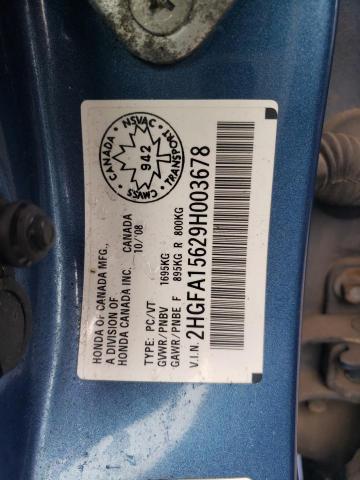 CANADA NSVAC TRANSPORT CMVSS
942
HONDA OF CANADA MFG., CANADA
A DIVISION OF 10/08
HONDA CANADA INC.
TYPE: PC/VT
GVWR/PNBV 1695KG
GAWR/PNBE F 895KG R 800KG
V.I.N. 2HGFA15629H003678